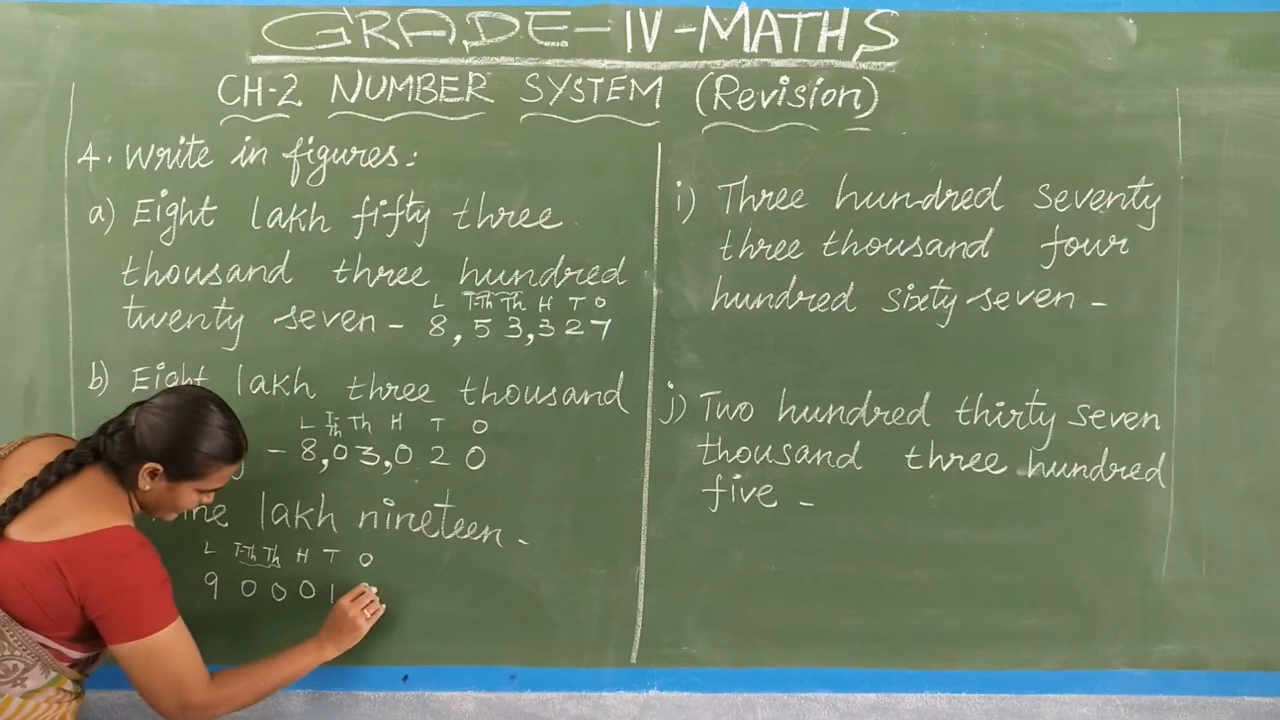 GRADE-IV-MATHS
CH-2 NUMBER SYSTEM (Revision)
4. Write in figures:
a) Eight lakh fifty three
thousand three hundred
L T-Th Th H T O
twenty seven - 8,53,327
b) Eight lakh three thousand
L T-Th Th H T O
- 8,03,020
lakh nineteen -
L T-Th Th H T O
9 0 0 0 1
i) Three hundred seventy
three thousand four
hundred sixty seven -
j) Two hundred thirty seven
thousand three hundred
five -